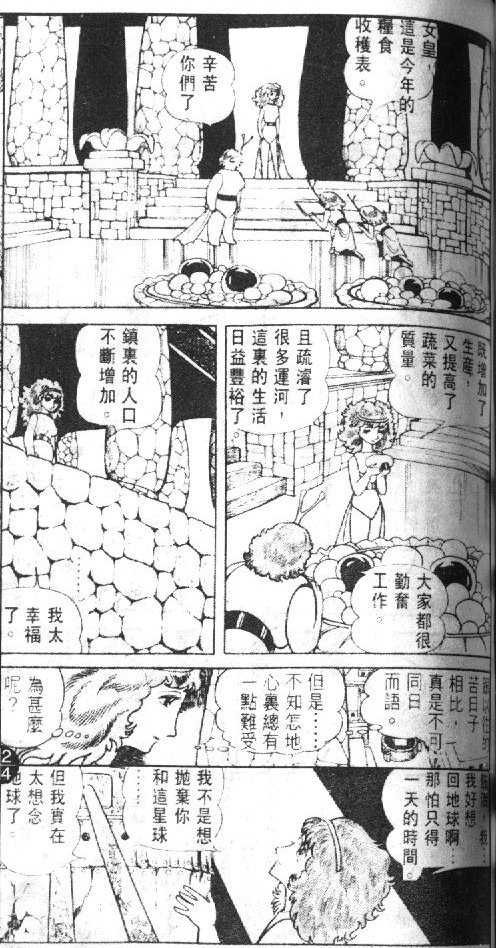 女皇，
這是今年的
糧食
收穫表。
辛苦
你們了
既增加了
生產，
又提高了
蔬菜的
質量。
且疏濬了
很多運河，
這裏的生活
日益豐裕了。
大家都很
勤奮
工作。
鎮裏的人口
不斷增加。
………
我太
幸福
了。
以往的
苦日子
相比，
真是不可
同日
而語。
但是……
不知怎地
心裏總有
一點難受
為甚麼
呢？
我…
我好想
回地球啊…
那怕只得
一天的時間。
我不是想
拋棄你
和這星球
……
但我實在
太想念
地球了。
24